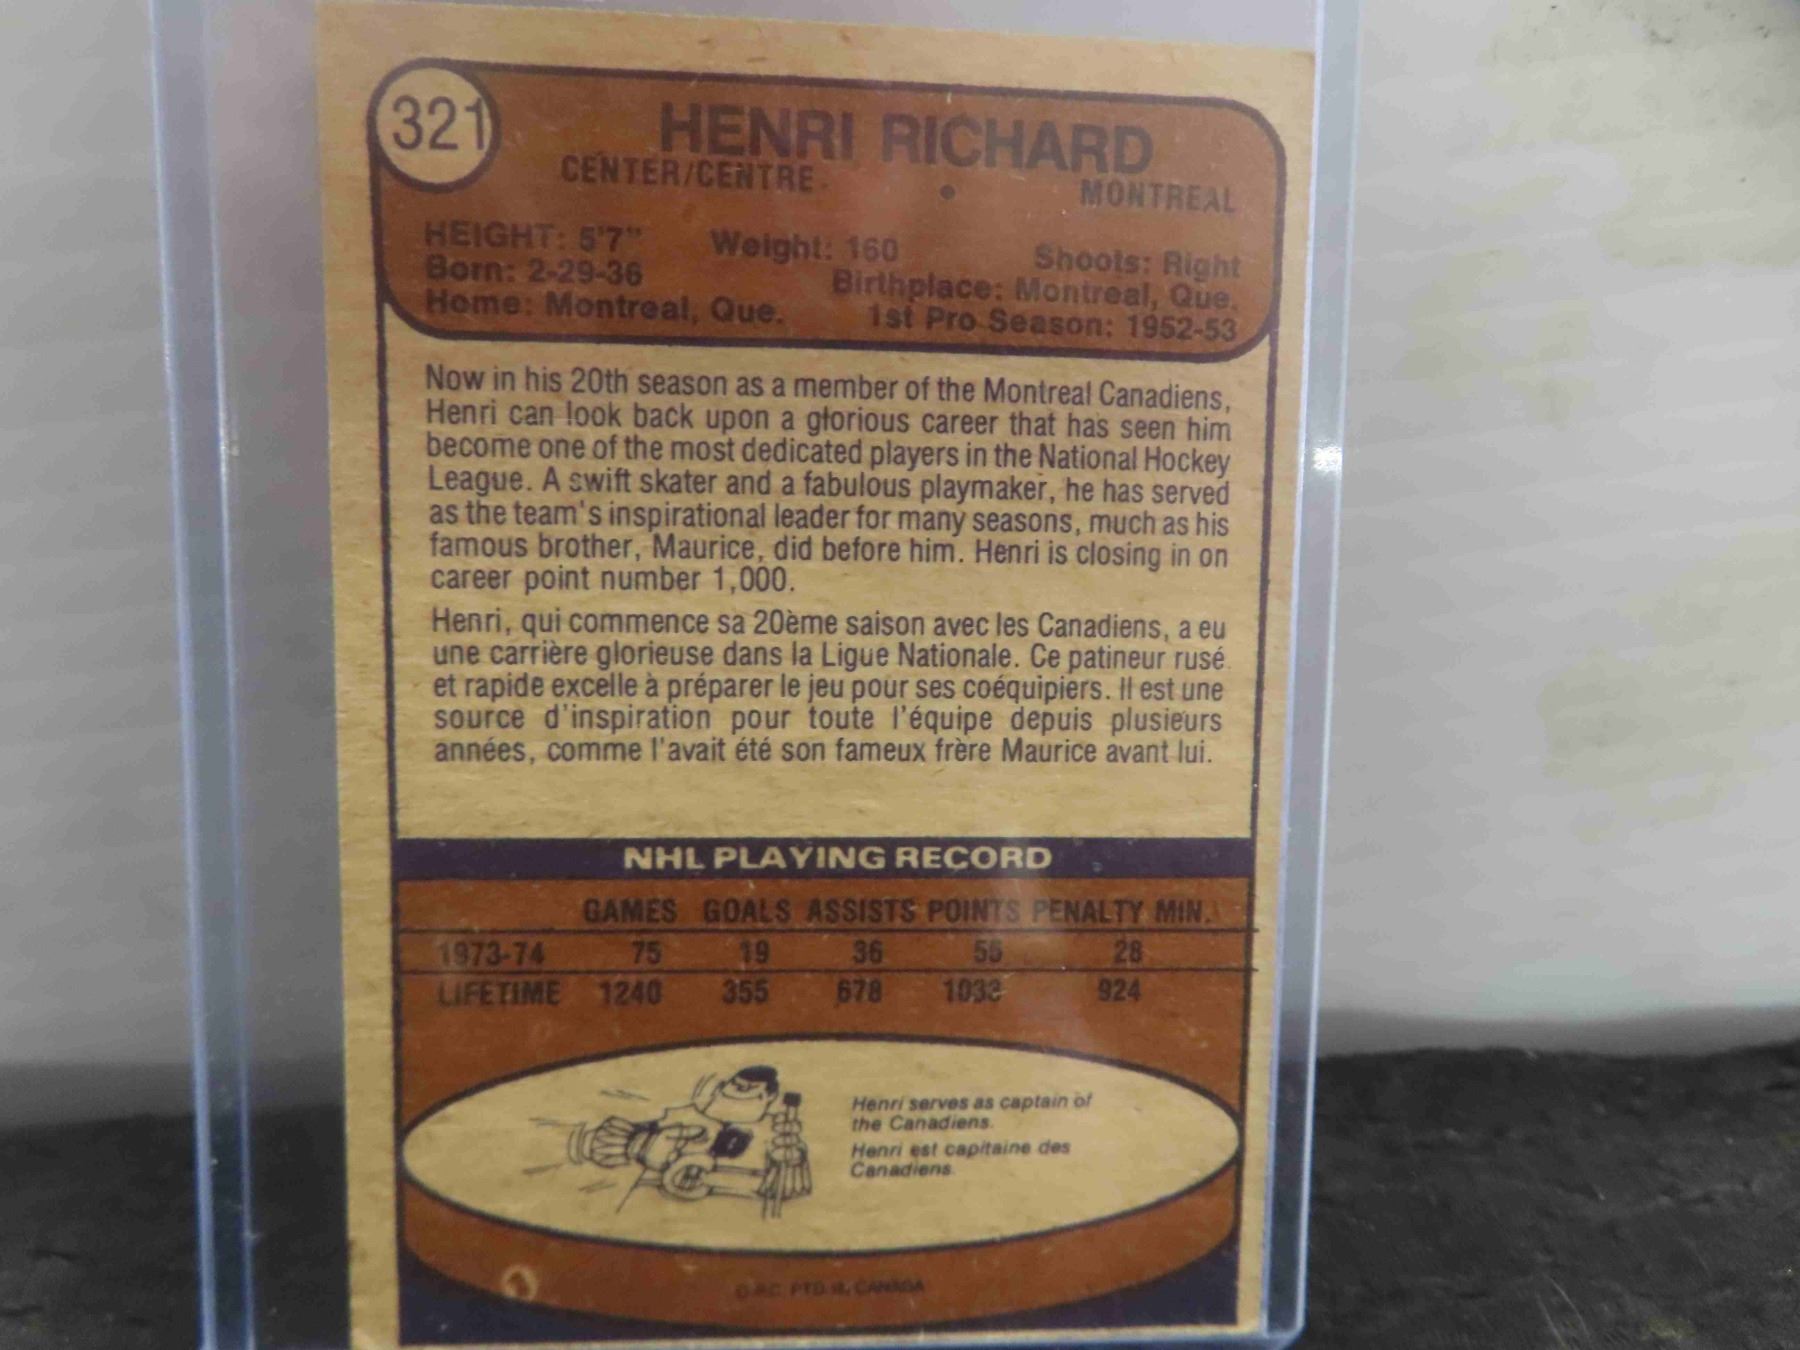 321
HENRI RICHARD
CENTER/CENTRE • MONTREAL
HEIGHT: 5'7" Weight: 160 Shoots: Right
Born: 2-29-36 Birthplace: Montreal, Que.
Home: Montreal, Que. 1st Pro Season: 1952-53
Now in his 20th season as a member of the Montreal Canadiens,
Henri can look back upon a glorious career that has seen him
become one of the most dedicated players in the National Hockey
League. A swift skater and a fabulous playmaker, he has served
as the team's inspirational leader for many seasons, much as his
famous brother, Maurice, did before him. Henri is closing in on
career point number 1,000.
Henri, qui commence sa 20ème saison avec les Canadiens, a eu
une carrière glorieuse dans la Ligue Nationale. Ce patineur rusé
et rapide excelle à préparer le jeu pour ses coéquipiers. Il est une
source d'inspiration pour toute l'équipe depuis plusieurs
années, comme l'avait été son fameux frère Maurice avant lui.
NHL PLAYING RECORD
GAMES GOALS ASSISTS POINTS PENALTY MIN.
1973-74 75 19 36 55 28
LIFETIME 1240 355 678 1033 924
Henri serves as captain of
the Canadiens.
Henri est capitaine des
Canadiens.
PTD. IN CANADA